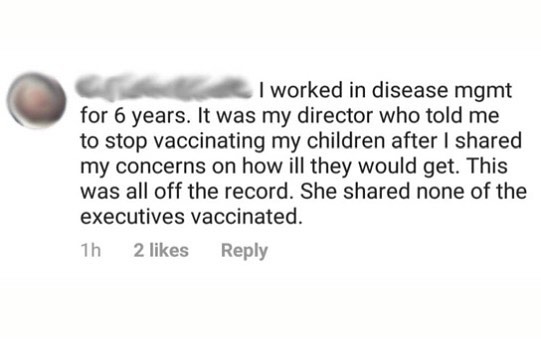 I worked in disease mgmt
for 6 years. It was my director who told me
to stop vaccinating my children after I shared
my concerns on how ill they would get. This
was all off the record. She shared none of the
executives vaccinated.
1h 2 likes Reply